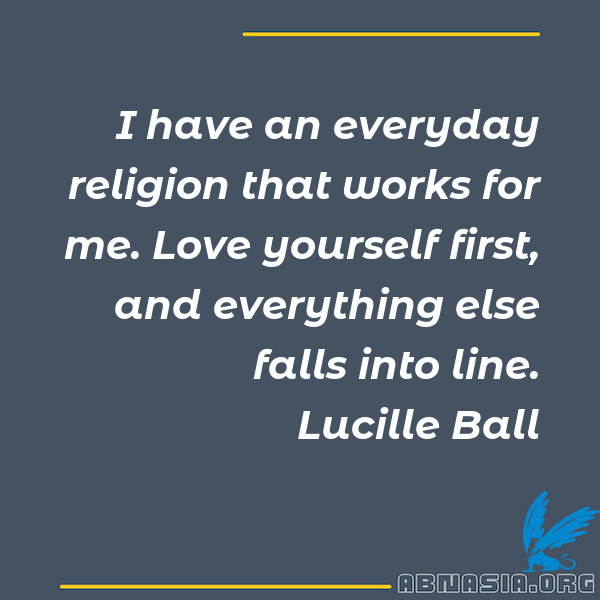 I have an everyday
religion that works for
me. Love yourself first,
and everything else
falls into line.
Lucille Ball
ABNASIA.ORG